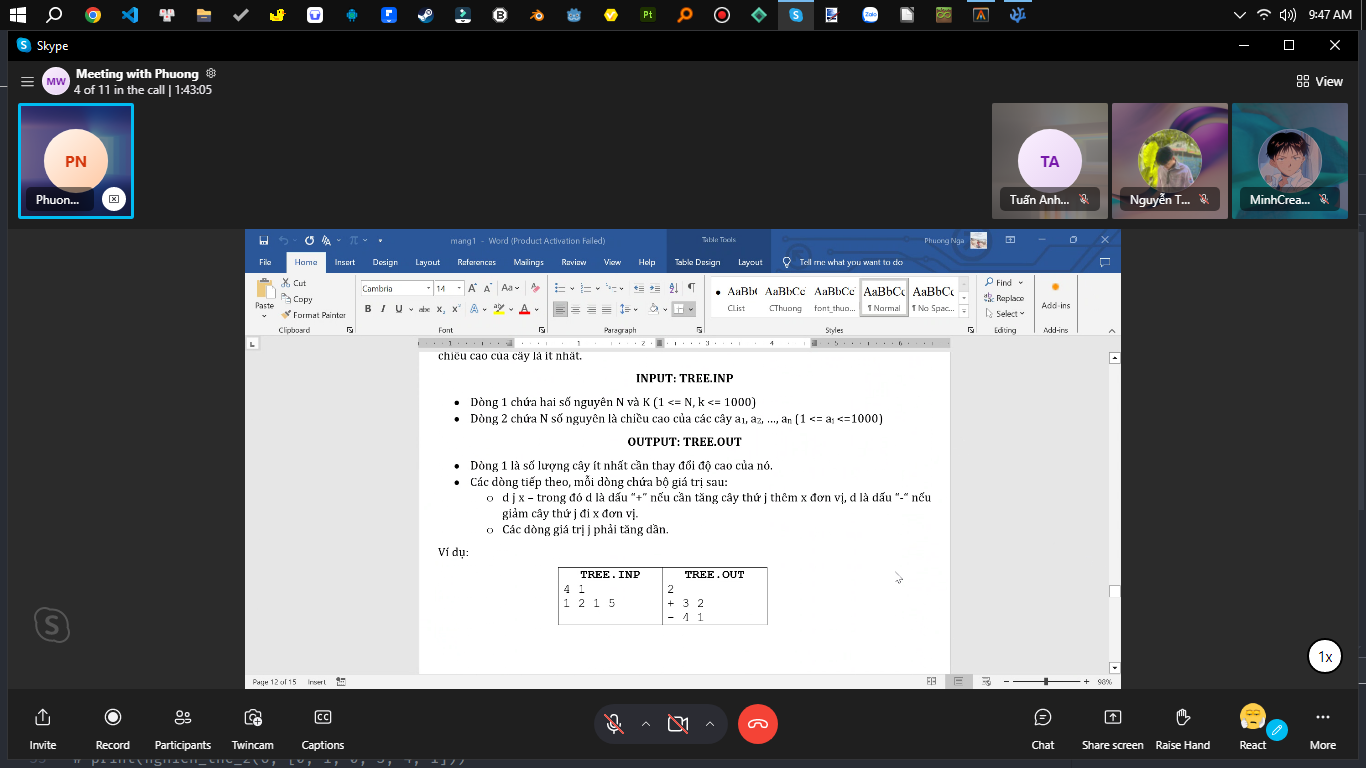 Pt
Zalo
9:47 AM
Skype
MW
Meeting with Phuong
4 of 11 in the call | 1:43:05
View
PN
Phuon...
TA
Tuấn Anh...
Nguyễn T...
MinhCrea...
mang1 - Word (Product Activation Failed)
Table Tools
Phuong Nga
File
Home
Insert
Design
Layout
References
Mailings
Review
View
Help
Table Design
Layout
Tell me what you want to do
Paste
Cut
Copy
Format Painter
Clipboard
Cambria
14
Font
Paragraph
AaBb(
AaBbCc
AaBbCc
AaBbCc
AaBbCc
CList
CThuong
font_thuo...
¶ Normal
¶ No Spac...
Styles
Find
Replace
Select
Editing
Add-ins
Add-ins
chiều cao của cây là ít nhất.
INPUT: TREE.INP
• Dòng 1 chứa hai số nguyên N và K (1 <= N, k <= 1000)
• Dòng 2 chứa N số nguyên là chiều cao của các cây a1, a2, ..., an (1 <= ai <=1000)
OUTPUT: TREE.OUT
• Dòng 1 là số lượng cây ít nhất cần thay đổi độ cao của nó.
• Các dòng tiếp theo, mỗi dòng chứa bộ giá trị sau:
o d j x – trong đó d là dấu "+" nếu cần tăng cây thứ j thêm x đơn vị, d là dấu "-" nếu
giảm cây thứ j đi x đơn vị.
o Các dòng giá trị j phải tăng dần.
Ví dụ:
TREE.INP
TREE.OUT
4 1
1 2 1 5
2
+ 3 2
- 4 1
Page 12 of 15
Insert
98%
1x
Invite
Record
Participants
Twincam
Captions
Chat
Share screen
Raise Hand
React
More